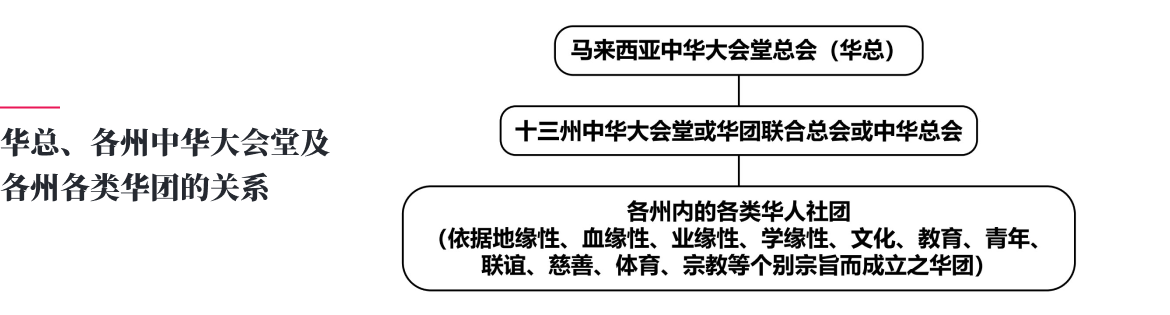 华总、各州中华大会堂及
各州各类华团的关系
马来西亚中华大会堂总会（华总）
十三州中华大会堂或华团联合总会或中华总会
各州内的各类华人社团
（依据地缘性、血缘性、业缘性、学缘性、文化、教育、青年、
联谊、慈善、体育、宗教等个别宗旨而成立之华团）